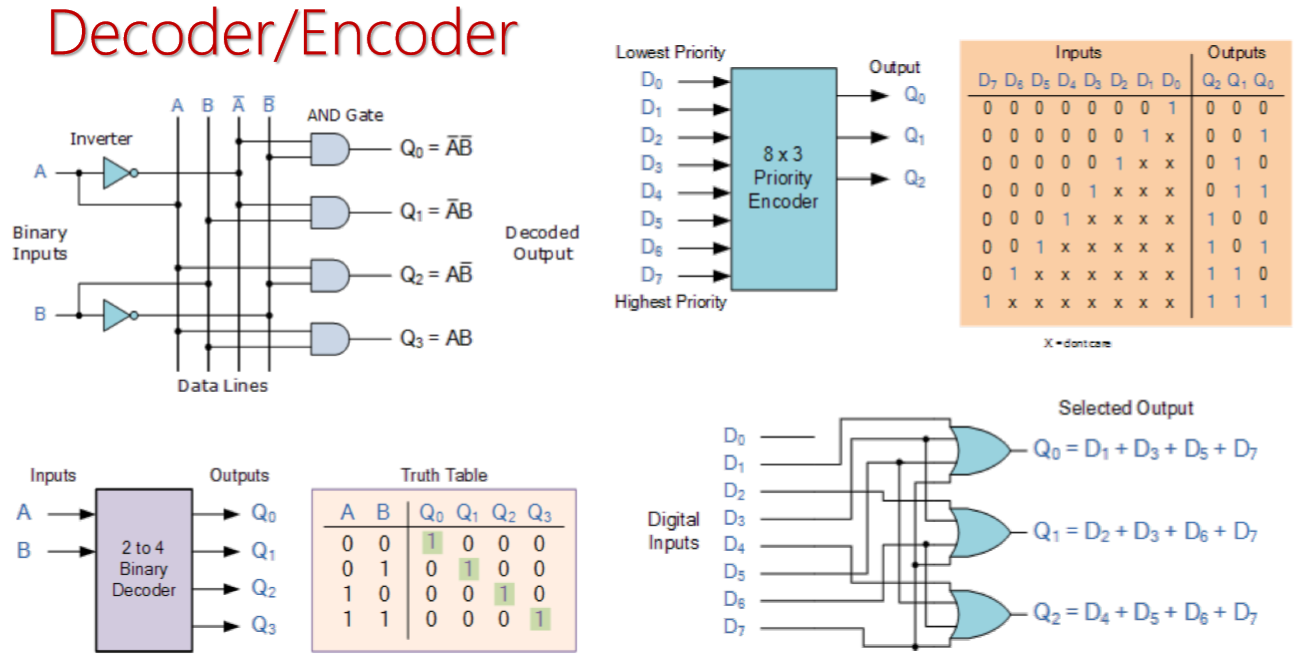 Decoder/Encoder
A B A̅ B̅
AND Gate
Inverter
A
Binary
Inputs
B
Q₀ = A̅B̅
Q₁ = A̅B
Q₂ = AB̅
Q₃ = AB
Decoded
Output
Data Lines
Lowest Priority
D₀
D₁
D₂
D₃
D₄
D₅
D₆
D₇
Highest Priority
8 x 3
Priority
Encoder
Output
Q₀
Q₁
Q₂
Inputs Outputs
D₇ D₆ D₅ D₄ D₃ D₂ D₁ D₀ Q₂ Q₁ Q₀
0 0 0 0 0 0 0 1 0 0 0
0 0 0 0 0 0 1 x 0 0 1
0 0 0 0 0 1 x x 0 1 0
0 0 0 0 1 x x x 0 1 1
0 0 0 1 x x x x 1 0 0
0 0 1 x x x x x 1 0 1
0 1 x x x x x x 1 1 0
1 x x x x x x x 1 1 1
X = dont care
Inputs
A
B
2 to 4
Binary
Decoder
Outputs
Q₀
Q₁
Q₂
Q₃
Truth Table
A B Q₀ Q₁ Q₂ Q₃
0 0 1 0 0 0
0 1 0 1 0 0
1 0 0 0 1 0
1 1 0 0 0 1
Digital
Inputs
D₀
D₁
D₂
D₃
D₄
D₅
D₆
D₇
Selected Output
Q₀ = D₁ + D₃ + D₅ + D₇
Q₁ = D₂ + D₃ + D₆ + D₇
Q₂ = D₄ + D₅ + D₆ + D₇